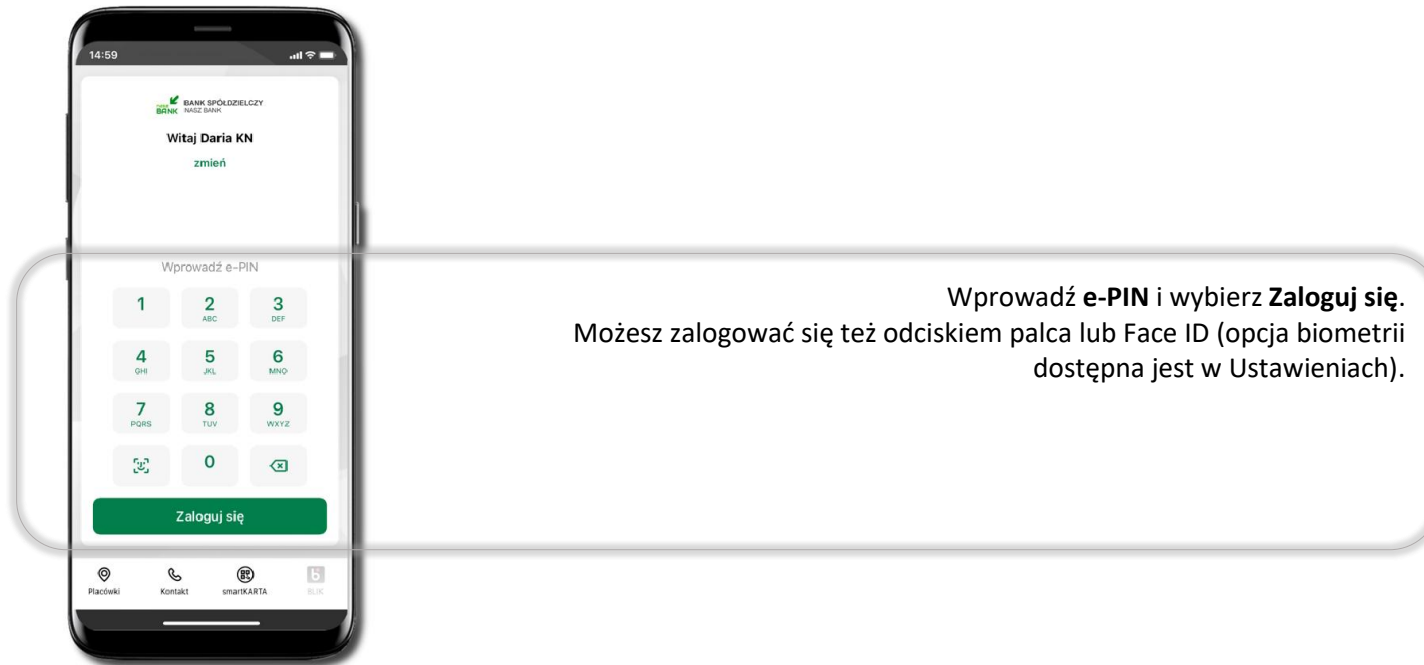 14:59
nasz BANK BANK SPÓŁDZIELCZY
NASZ BANK
Witaj Daria KN
zmień
Wprowadź e-PIN
1 2 3
ABC DEF
4 5 6
GHI JKL MNO
7 8 9
PQRS TUV WXYZ
0
Zaloguj się
Placówki Kontakt smartKARTA BLIK
Wprowadź e-PIN i wybierz Zaloguj się.
Możesz zalogować się też odciskiem palca lub Face ID (opcja biometrii
dostępna jest w Ustawieniach).